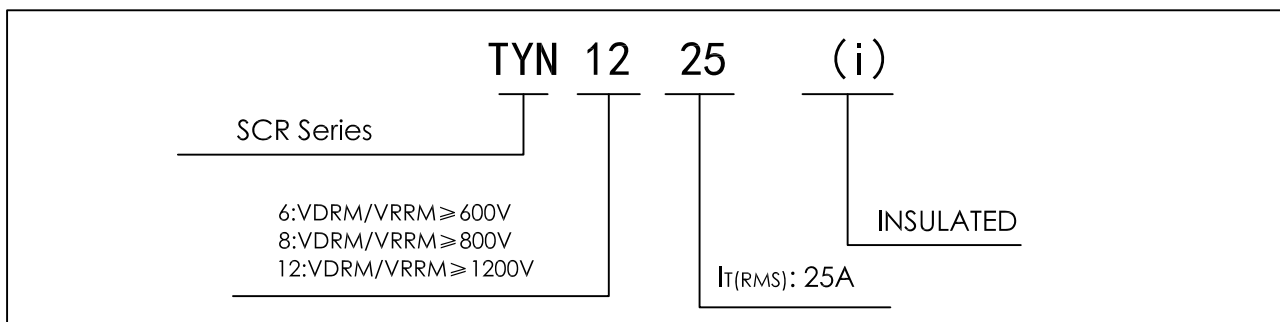 TYN 12 25 (i)
SCR Series
6:VDRM/VRRM≥600V
8:VDRM/VRRM≥800V
12:VDRM/VRRM≥1200V
INSULATED
IT(RMS): 25A